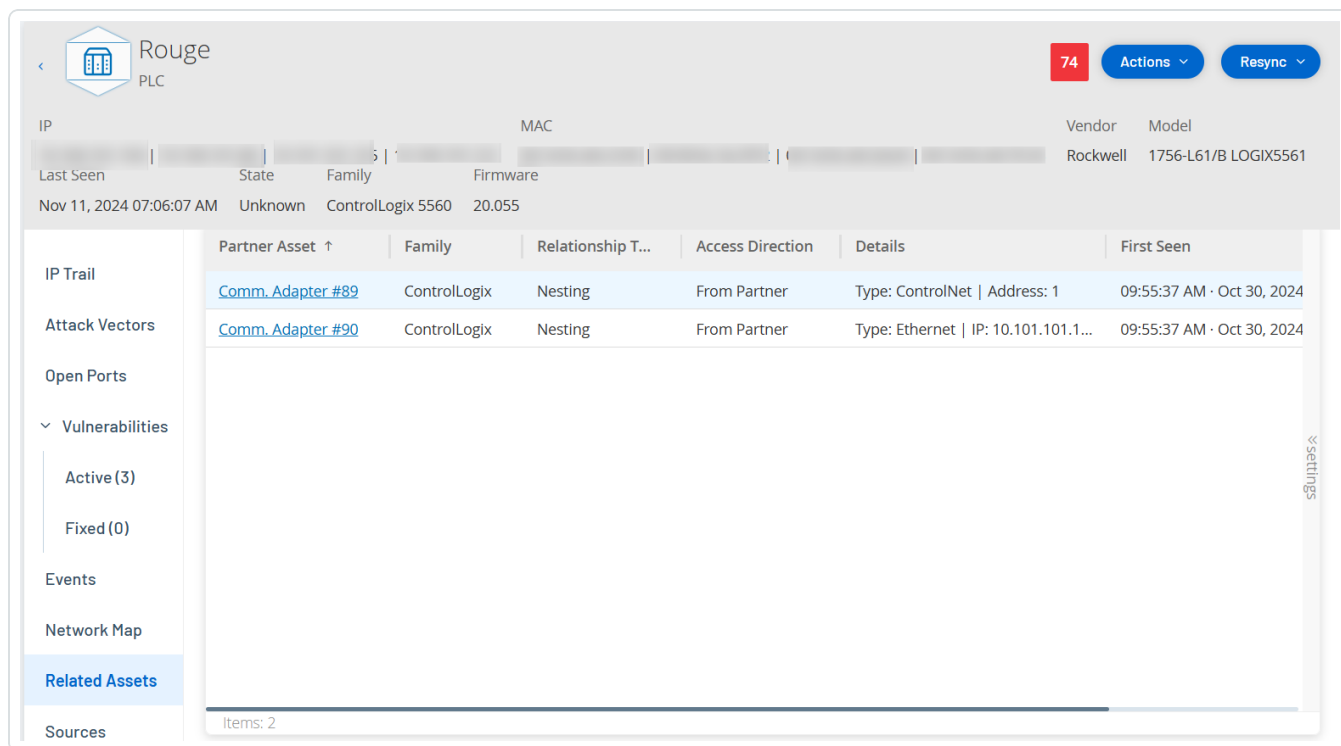 Rouge
PLC
74
Actions
Resync
IP MAC Vendor Model
| | | | | | Rockwell 1756-L61/B LOGIX5561
Last Seen State Family Firmware
Nov 11, 2024 07:06:07 AM Unknown ControlLogix 5560 20.055
IP Trail
Attack Vectors
Open Ports
Vulnerabilities
Active (3)
Fixed (0)
Events
Network Map
Related Assets
Sources
Partner Asset ↑ Family Relationship T... Access Direction Details First Seen
Comm. Adapter #89 ControlLogix Nesting From Partner Type: ControlNet | Address: 1 09:55:37 AM · Oct 30, 2024
Comm. Adapter #90 ControlLogix Nesting From Partner Type: Ethernet | IP: 10.101.101.1... 09:55:37 AM · Oct 30, 2024
Items: 2
settings